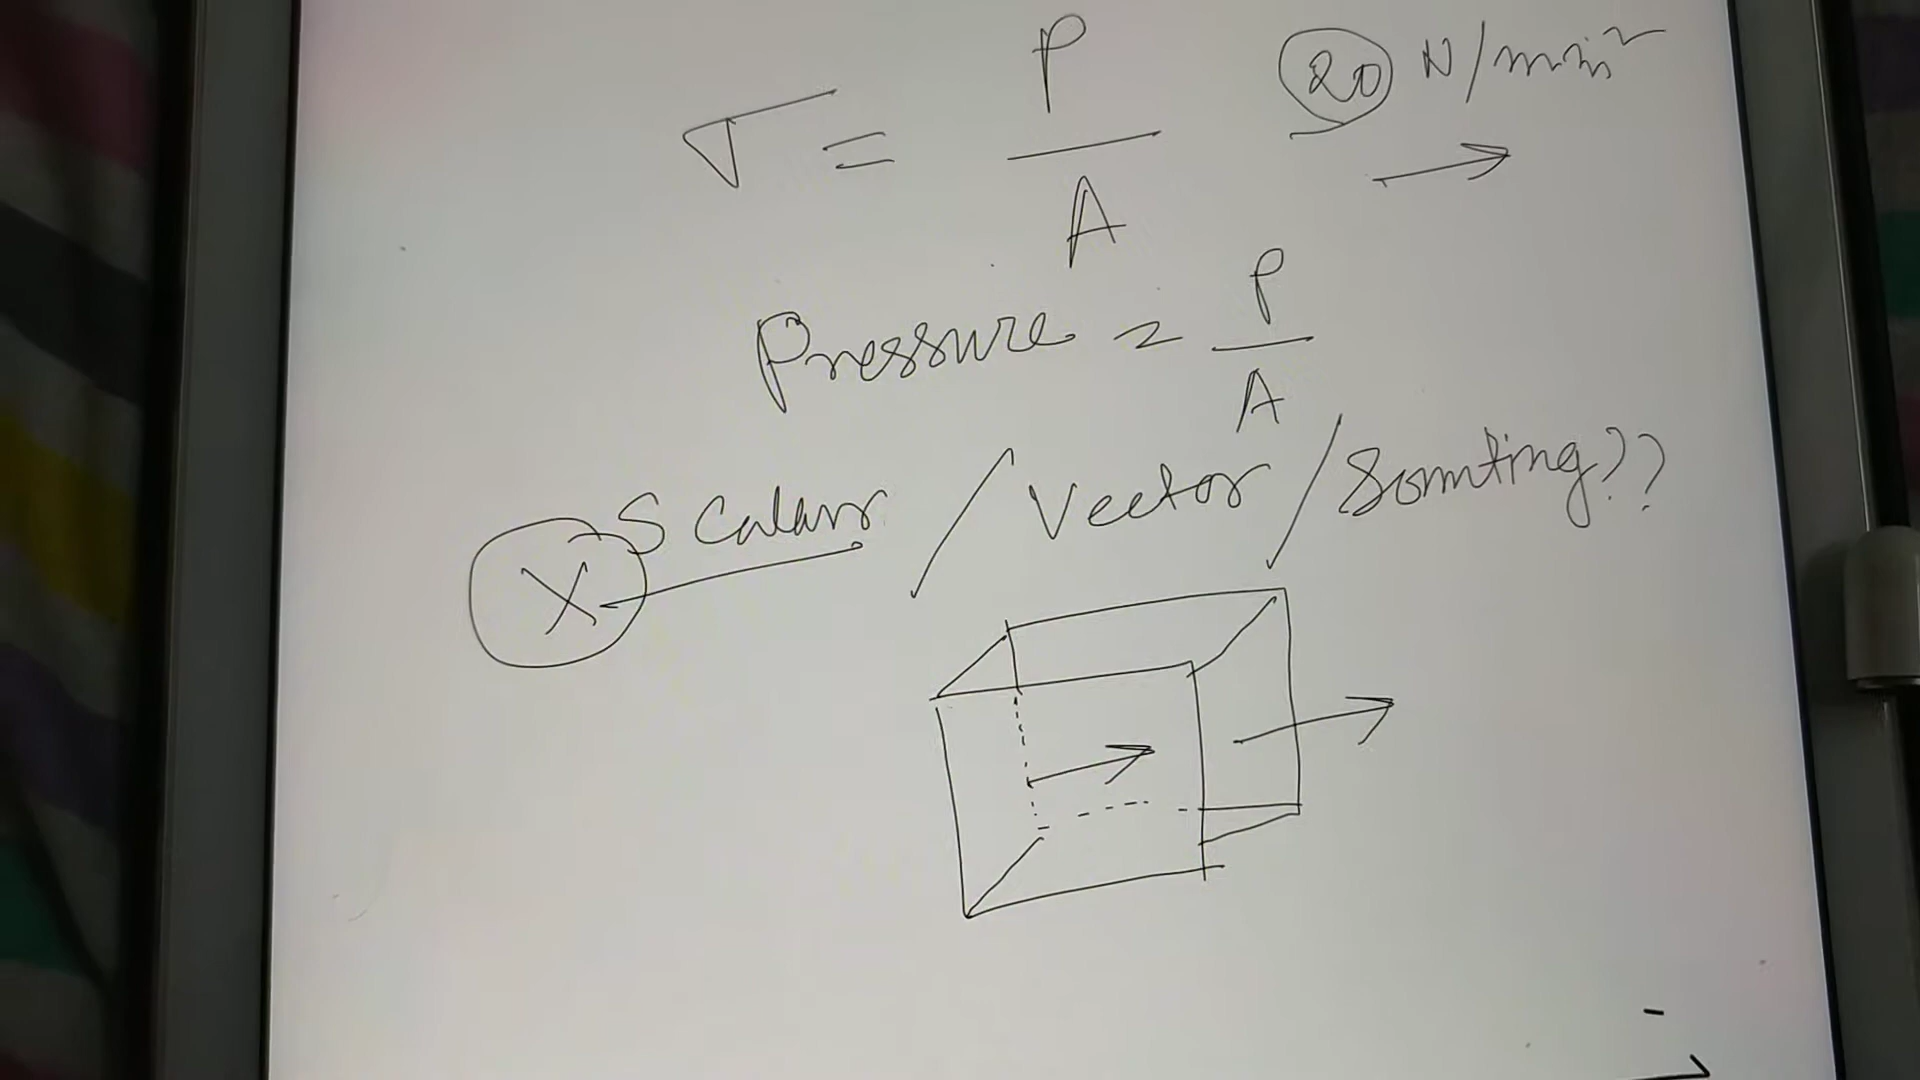 σ = P/A 20 N/mm²
Pressure = P/A
X Scalar / Vector / Somting??